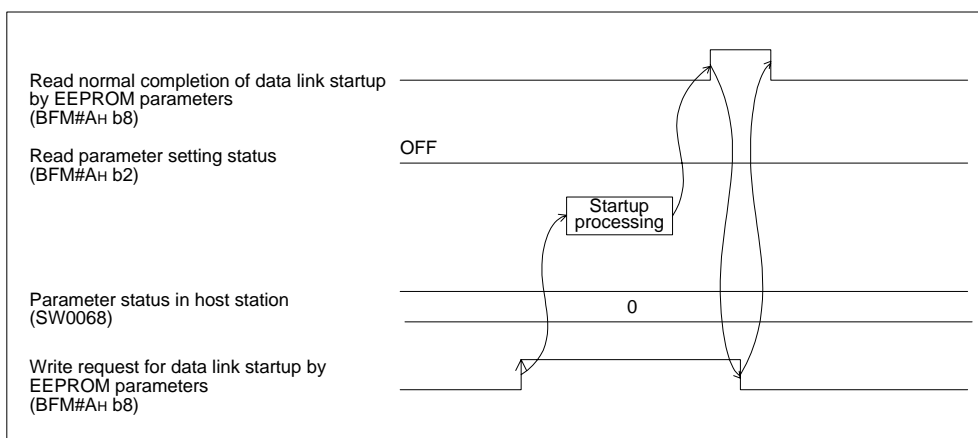 Read normal completion of data link startup
by EEPROM parameters
(BFM#AH b8)
Read parameter setting status
(BFM#AH b2)
OFF
Startup
processing
Parameter status in host station
(SW0068)
0
Write request for data link startup by
EEPROM parameters
(BFM#AH b8)